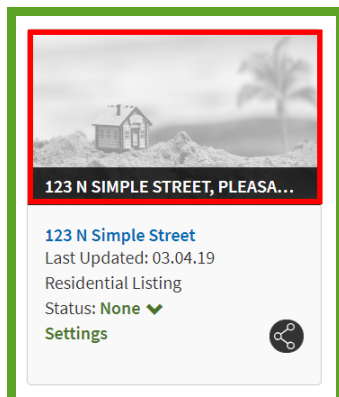 123 N SIMPLE STREET, PLEASA...
123 N Simple Street
Last Updated: 03.04.19
Residential Listing
Status: None
Settings